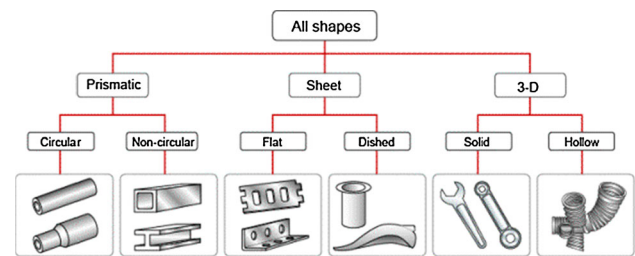 All shapes
Prismatic
Sheet
3-D
Circular
Non-circular
Flat
Dished
Solid
Hollow